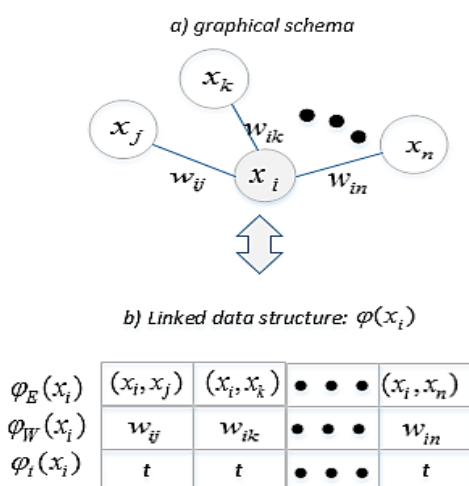 a) graphical schema
x_k
x_j
w_ik
x_n
w_ij
x_i
w_in
b) Linked data structure: φ(x_i)
φ_E(x_i) (x_i, x_j) (x_i, x_k) • • • (x_i, x_n)
φ_W(x_i) w_ij w_ik • • • w_in
φ_t(x_i) t t • • • t